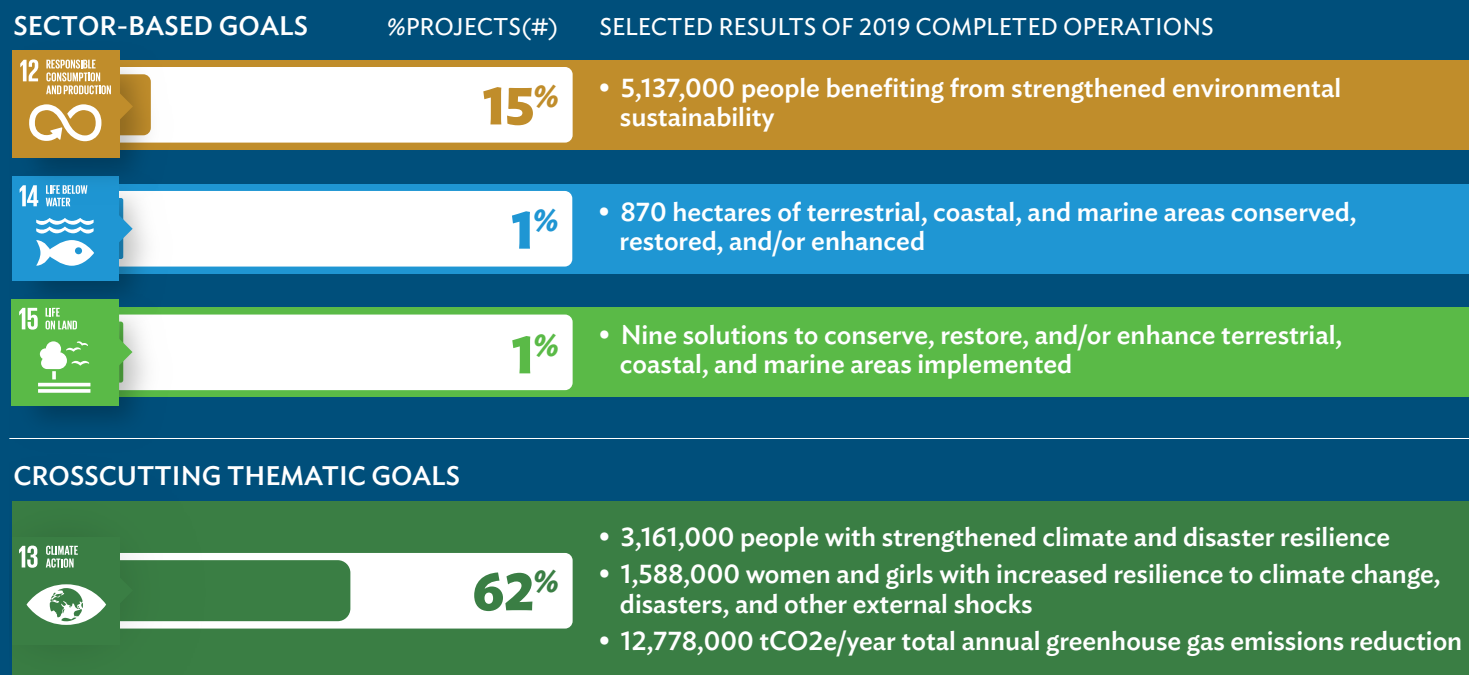 SECTOR-BASED GOALS %PROJECTS(#) SELECTED RESULTS OF 2019 COMPLETED OPERATIONS
12 RESPONSIBLE
CONSUMPTION
AND PRODUCTION
15%
• 5,137,000 people benefiting from strengthened environmental
sustainability
14 LIFE BELOW
WATER
1%
• 870 hectares of terrestrial, coastal, and marine areas conserved,
restored, and/or enhanced
15 LIFE
ON LAND
1%
• Nine solutions to conserve, restore, and/or enhance terrestrial,
coastal, and marine areas implemented
CROSSCUTTING THEMATIC GOALS
13 CLIMATE
ACTION
62%
• 3,161,000 people with strengthened climate and disaster resilience
• 1,588,000 women and girls with increased resilience to climate change,
disasters, and other external shocks
• 12,778,000 tCO2e/year total annual greenhouse gas emissions reduction